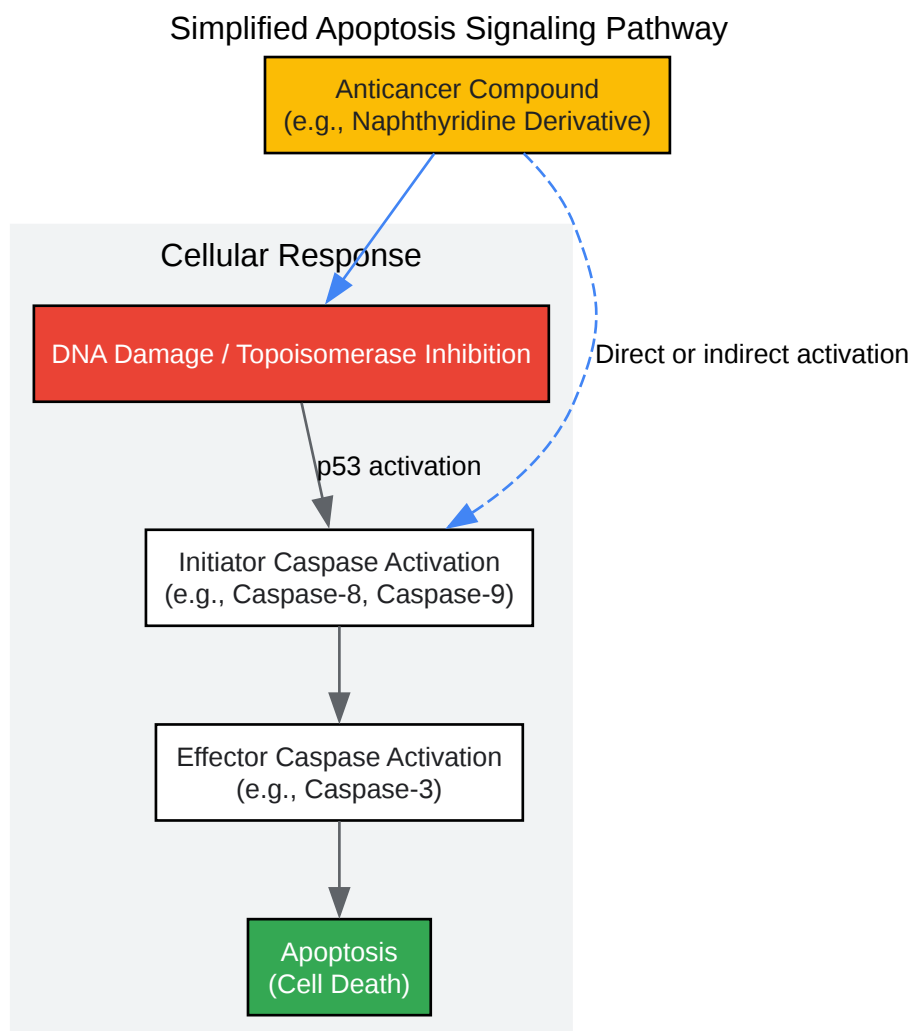 Simplified Apoptosis Signaling Pathway
Anticancer Compound
(e.g., Naphthyridine Derivative)
Cellular Response
DNA Damage / Topoisomerase Inhibition
Direct or indirect activation
p53 activation
Initiator Caspase Activation
(e.g., Caspase-8, Caspase-9)
Effector Caspase Activation
(e.g., Caspase-3)
Apoptosis
(Cell Death)